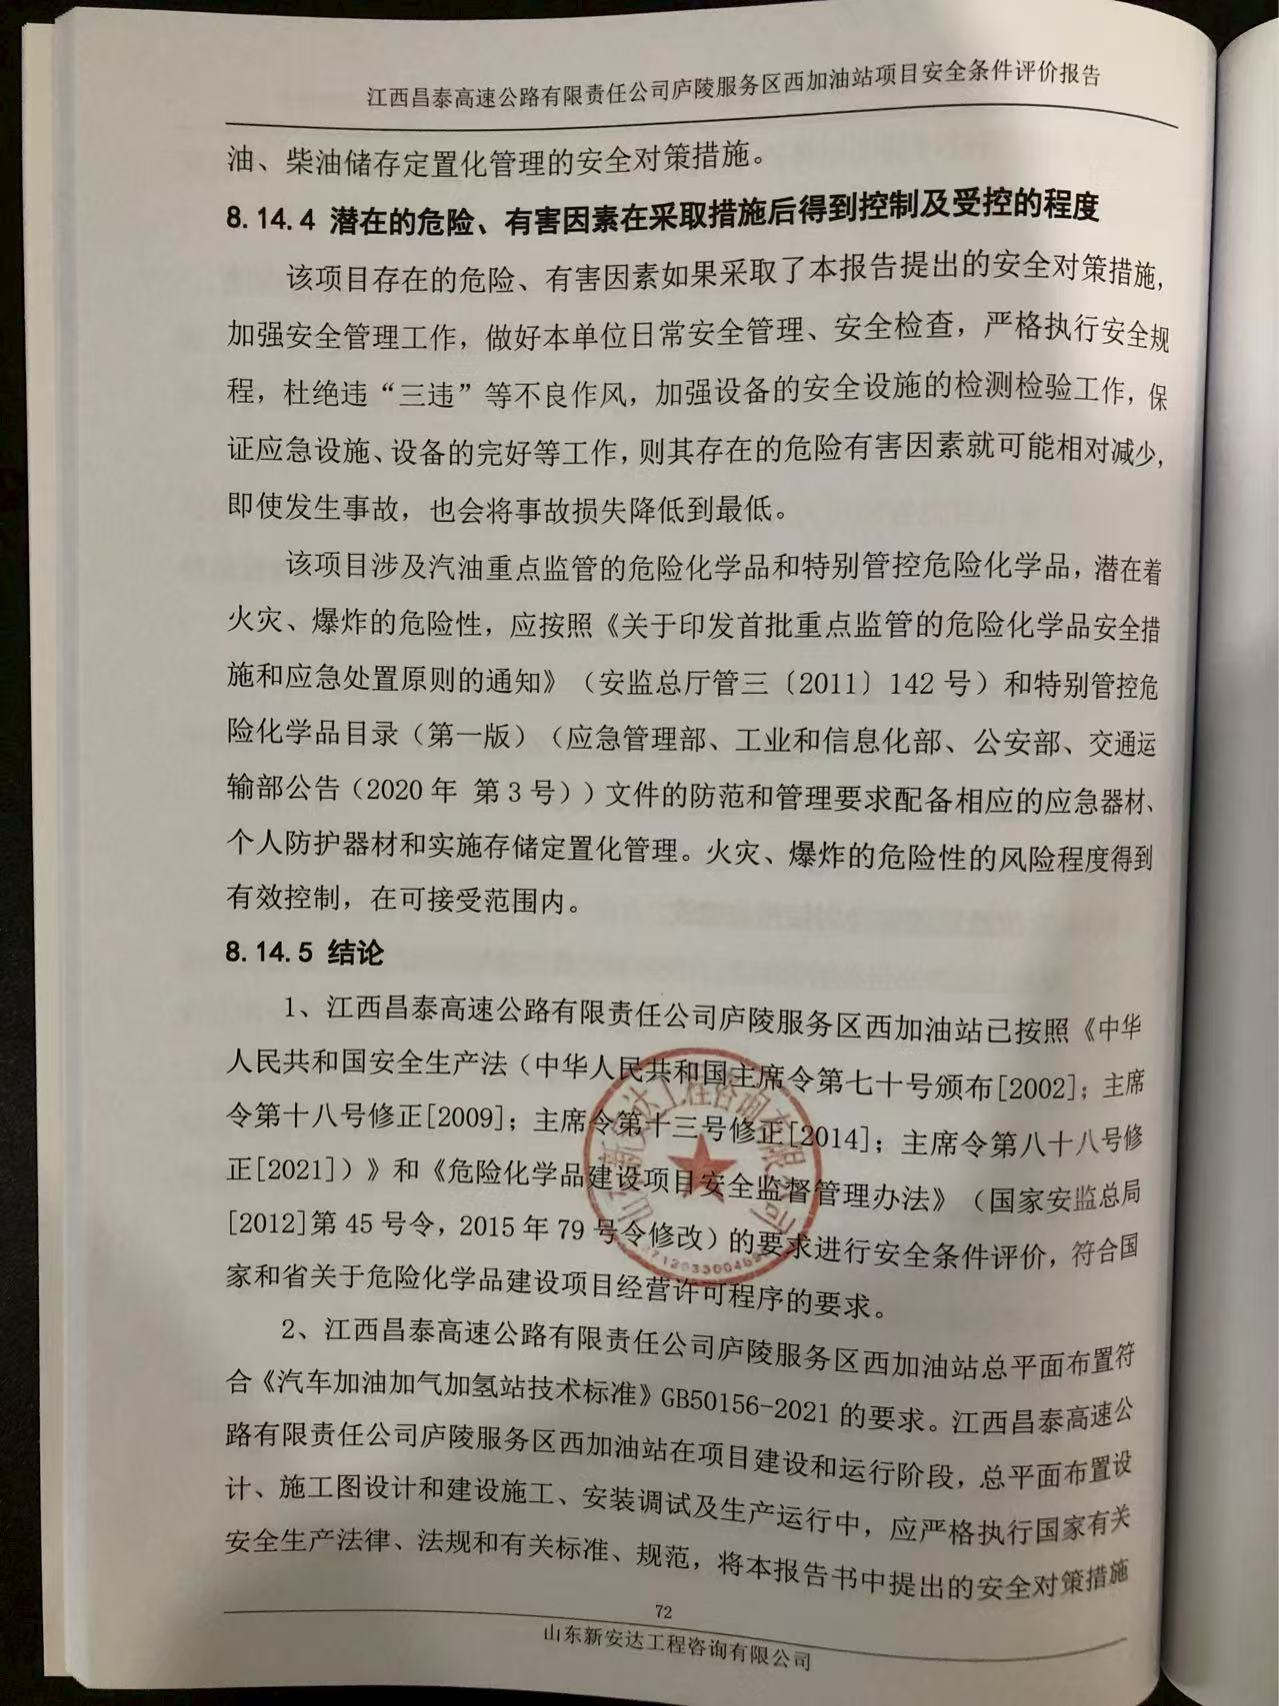 江西昌泰高速公路有限责任公司庐陵服务区西加油站项目安全条件评价报告
油、柴油储存定置化管理的安全对策措施。
8.14.4 潜在的危险、有害因素在采取措施后得到控制及受控的程度
该项目存在的危险、有害因素如果采取了本报告提出的安全对策措施,
加强安全管理工作，做好本单位日常安全管理、安全检查，严格执行安全规
程，杜绝违“三违”等不良作风，加强设备的安全设施的检测检验工作，保
证应急设施、设备的完好等工作，则其存在的危险有害因素就可能相对减少,
即使发生事故，也会将事故损失降低到最低。
该项目涉及汽油重点监管的危险化学品和特别管控危险化学品，潜在着
火灾、爆炸的危险性，应按照《关于印发首批重点监管的危险化学品安全措
施和应急处置原则的通知》（安监总厅管三〔2011〕142 号）和特别管控危
险化学品目录（第一版）（应急管理部、工业和信息化部、公安部、交通运
输部公告（2020 年 第 3 号））文件的防范和管理要求配备相应的应急器材、
个人防护器材和实施存储定置化管理。火灾、爆炸的危险性的风险程度得到
有效控制，在可接受范围内。
8.14.5 结论
1、江西昌泰高速公路有限责任公司庐陵服务区西加油站已按照《中华
人民共和国安全生产法（中华人民共和国主席令第七十号颁布[2002]；主席
令第十八号修正[2009]；主席令第十三号修正[2014]；主席令第八十八号修
正[2021]）》和《危险化学品建设项目安全监督管理办法》（国家安监总局
[2012]第 45 号令，2015 年 79 号令修改）的要求进行安全条件评价，符合国
家和省关于危险化学品建设项目经营许可程序的要求。
2、江西昌泰高速公路有限责任公司庐陵服务区西加油站总平面布置符
合《汽车加油加气加氢站技术标准》GB50156-2021 的要求。江西昌泰高速公
路有限责任公司庐陵服务区西加油站在项目建设和运行阶段，总平面布置设
计、施工图设计和建设施工、安装调试及生产运行中，应严格执行国家有关
安全生产法律、法规和有关标准、规范，将本报告书中提出的安全对策措施
72
山东新安达工程咨询有限公司
山东新安达工程咨询有限公司